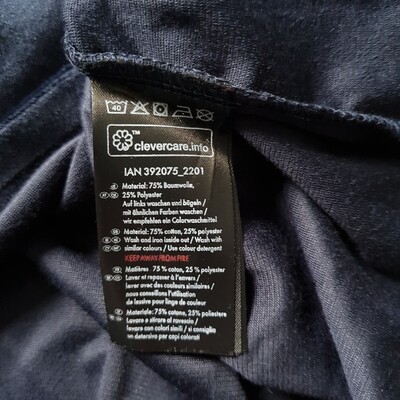 40
clevercare.info
IAN 392075_2201
Material: 75% Baumwolle,
25% Polyester
Auf links waschen und bügeln /
mit ähnlichen Farben waschen /
wir empfehlen ein Colorwaschmittel
Material: 75% cotton, 25% polyester
Wash and iron inside out / Wash with
similar colours / Use colour detergent
KEEP AWAY FROM FIRE
Matières: 75 % coton, 25 % polyester
Laver et repasser à l'envers /
laver avec des couleurs similaires /
nous conseillons l'utilisation
de lessive pour linge de couleur
Materiale: 75% cotone, 25% poliestere
Lavare e stirare al rovescio /
lavare con colori simili / si consiglia
un detersivo per capi colorati